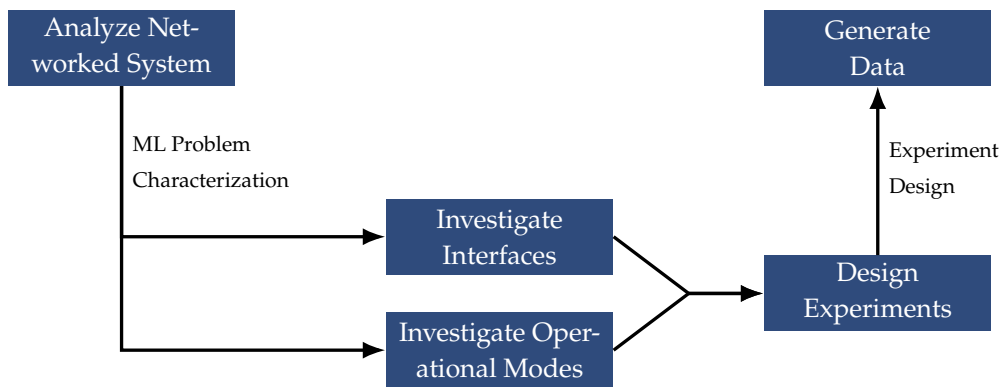 Analyze Net-
worked System
ML Problem
Characterization
Investigate
Interfaces
Investigate Oper-
ational Modes
Generate
Data
Experiment
Design
Design
Experiments